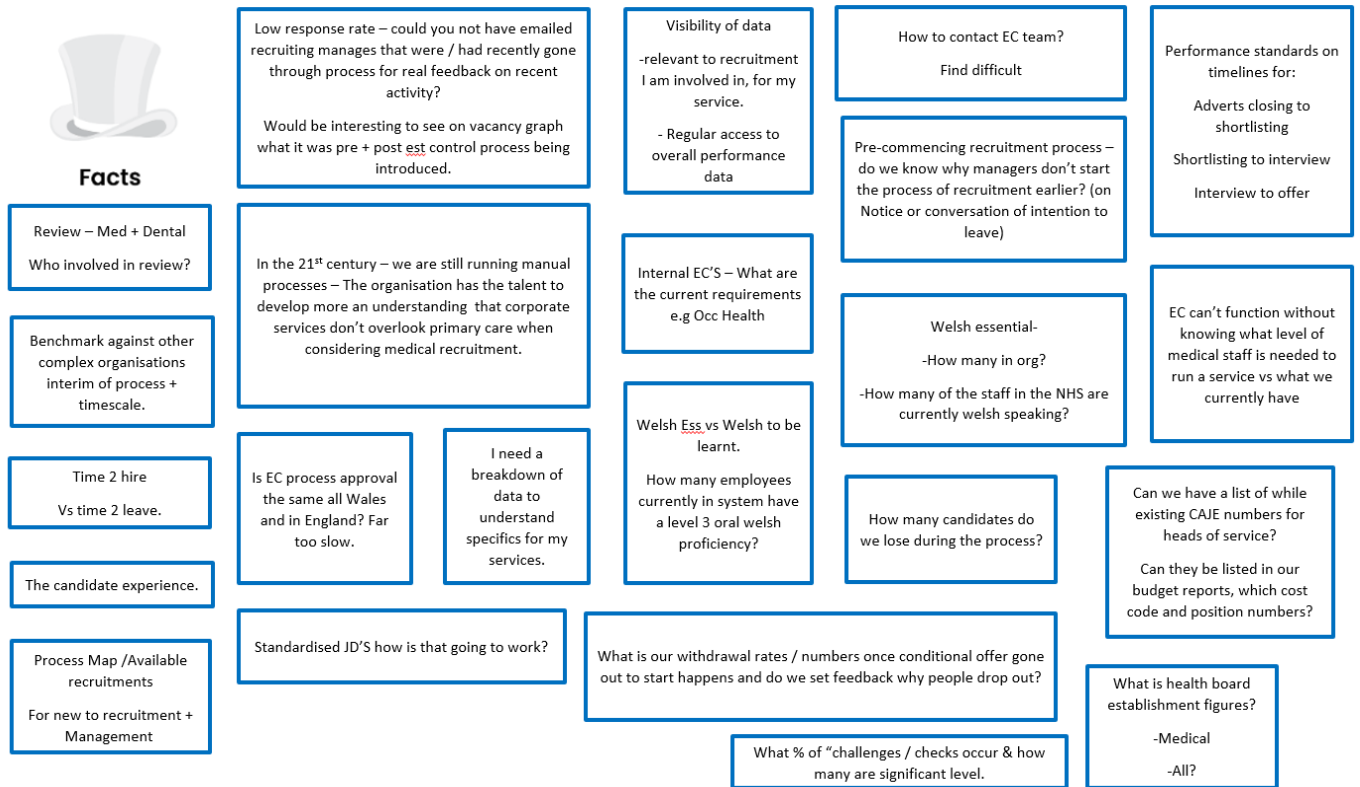 Facts
Review – Med + Dental
Who involved in review?
Benchmark against other
complex organisations
interim of process +
timescale.
Time 2 hire
Vs time 2 leave.
The candidate experience.
Process Map /Available
recruitments
For new to recruitment +
Management
Low response rate – could you not have emailed
recruiting manages that were / had recently gone
through process for real feedback on recent
activity?
Would be interesting to see on vacancy graph
what it was pre + post est control process being
introduced.
In the 21st century – we are still running manual
processes – The organisation has the talent to
develop more an understanding that corporate
services don't overlook primary care when
considering medical recruitment.
Is EC process approval
the same all Wales
and in England? Far
too slow.
I need a
breakdown of
data to
understand
specifics for my
services.
Standardised JD'S how is that going to work?
Visibility of data
-relevant to recruitment
I am involved in, for my
service.
- Regular access to
overall performance
data
Internal EC'S – What are
the current requirements
e.g Occ Health
Welsh Ess vs Welsh to be
learnt.
How many employees
currently in system have
a level 3 oral welsh
proficiency?
What is our withdrawal rates / numbers once conditional offer gone
out to start happens and do we set feedback why people drop out?
What % of “challenges / checks occur & how
many are significant level.
How to contact EC team?
Find difficult
Pre-commencing recruitment process –
do we know why managers don't start
the process of recruitment earlier? (on
Notice or conversation of intention to
leave)
Welsh essential-
-How many in org?
-How many of the staff in the NHS are
currently welsh speaking?
How many candidates do
we lose during the process?
Performance standards on
timelines for:
Adverts closing to
shortlisting
Shortlisting to interview
Interview to offer
EC can't function without
knowing what level of
medical staff is needed to
run a service vs what we
currently have
Can we have a list of while
existing CAJE numbers for
heads of service?
Can they be listed in our
budget reports, which cost
code and position numbers?
What is health board
establishment figures?
-Medical
-All?